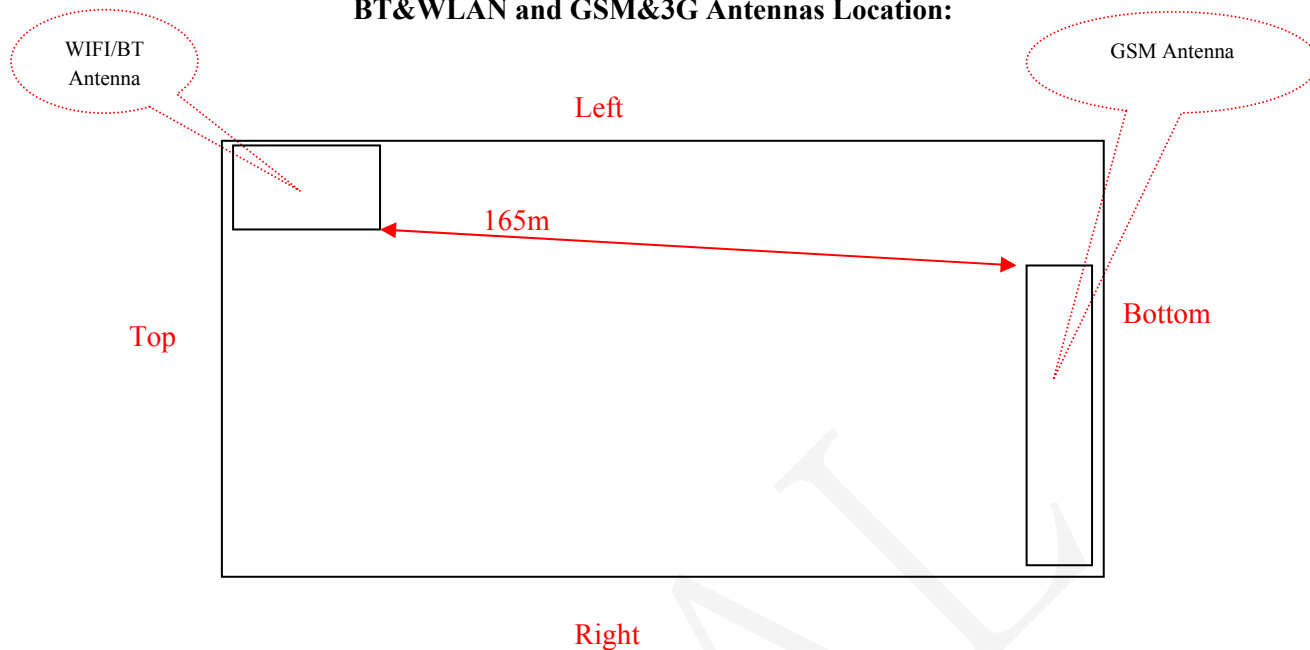 BT&WLAN and GSM&3G Antennas Location:
WIFI/BT
Antenna
GSM Antenna
Left
165m
Top
Bottom
Right